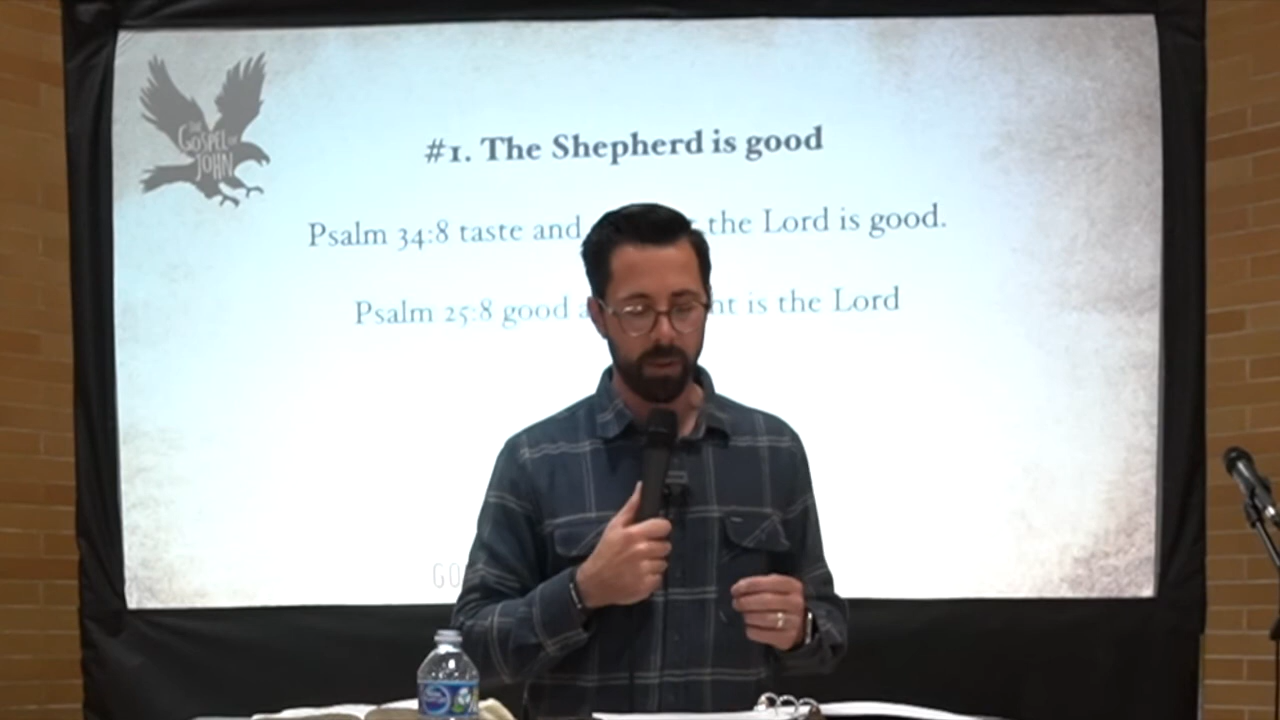 THE
GOSPEL OF
JOHN
#1. The Shepherd is good
Psalm 34:8 taste and the Lord is good.
Psalm 25:8 good is the Lord